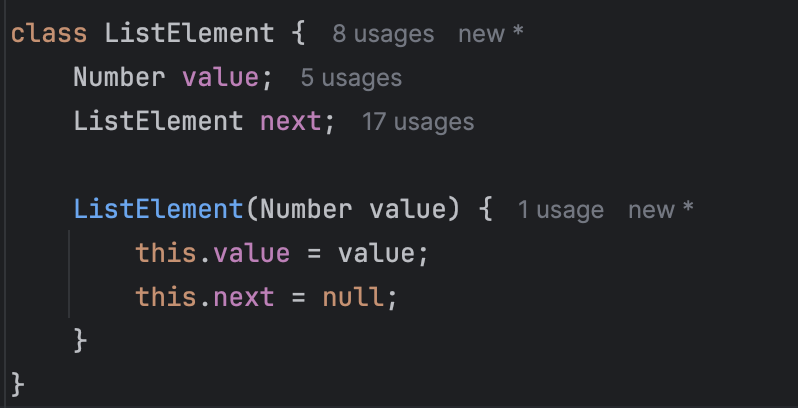 class ListElement {  8 usages  new *
    Number value;  5 usages
    ListElement next;  17 usages

    ListElement(Number value) {  1 usage  new *
        this.value = value;
        this.next = null;
    }
}